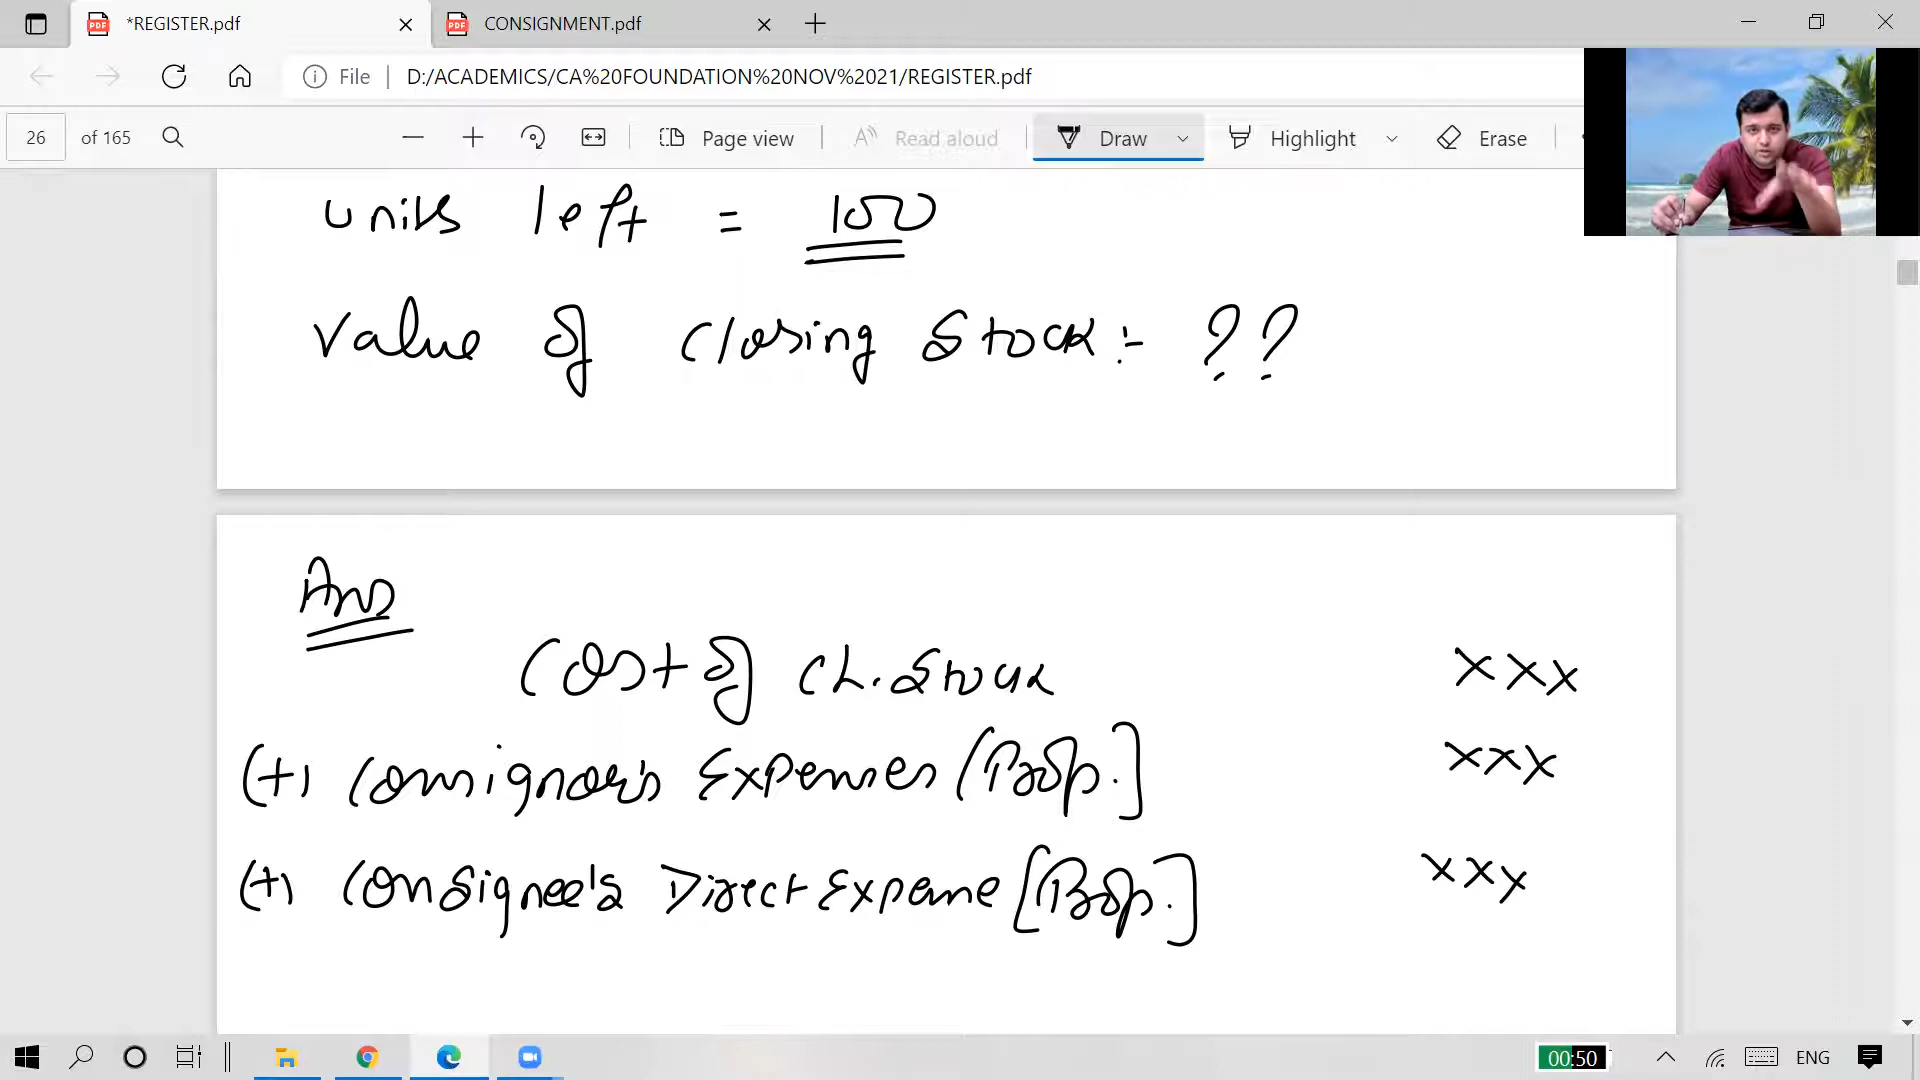 *REGISTER.pdf
CONSIGNMENT.pdf
File
D:/ACADEMICS/CA%20FOUNDATION%20NOV%2021/REGISTER.pdf
26 of 165
Page view
Read aloud
Draw
Highlight
Erase
units left = 100
Value of Closing Stock :- ??
Ans
Cost of Cl. Stock xxx
(+) Consignor's Expenses [Prop.] xxx
(+) Consignee's Direct Expense [Prop.] xxx
00:50
ENG